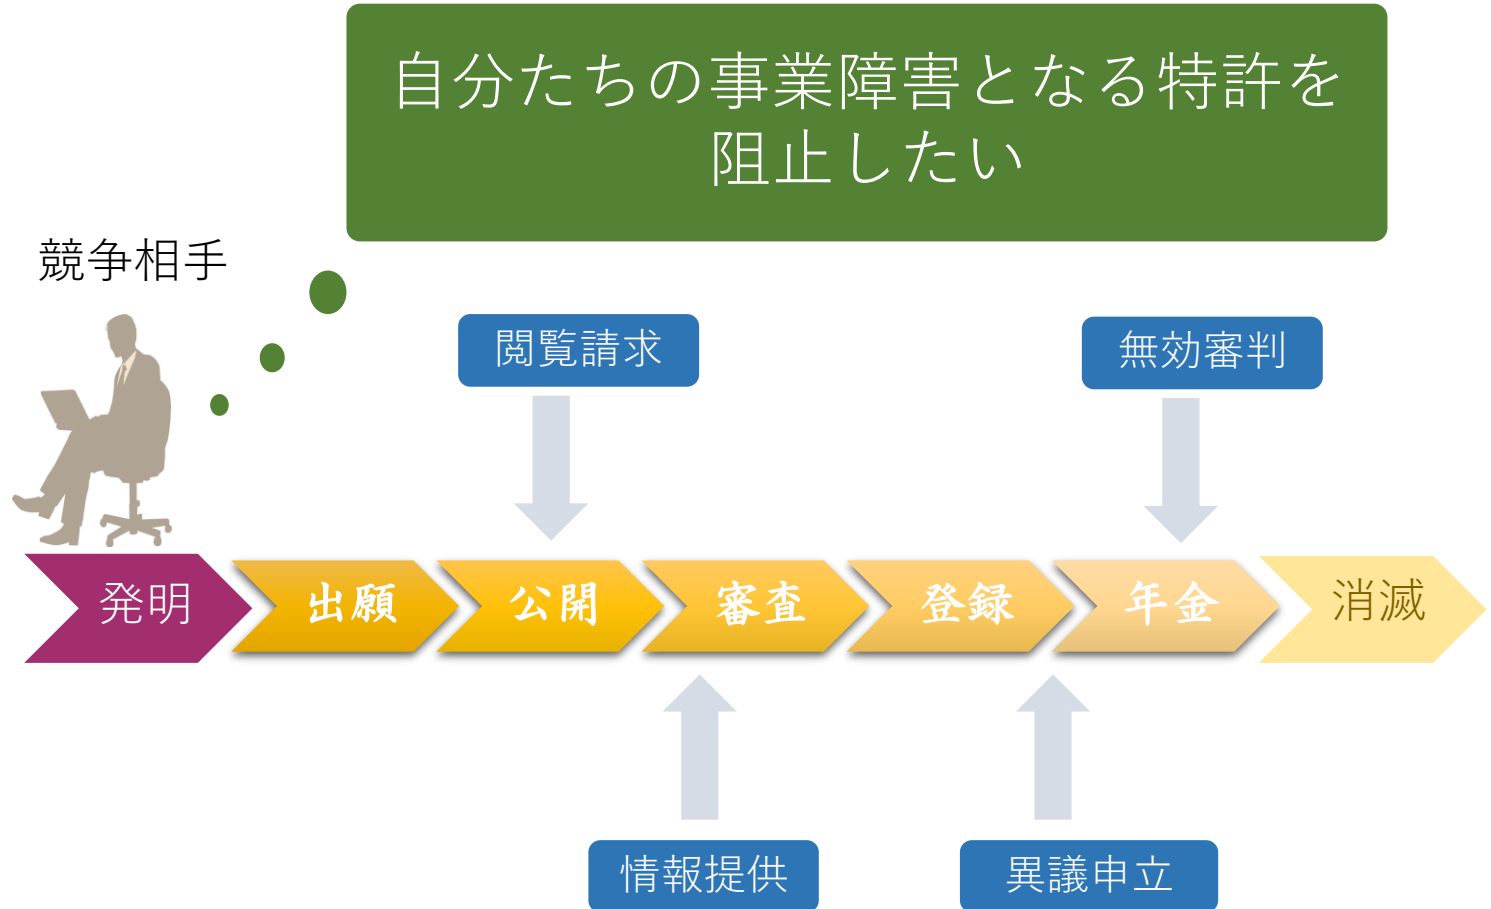 自分たちの事業障害となる特許を
阻止したい
競争相手
閲覧請求
無効審判
発明
出願
公開
審査
登録
年金
消滅
情報提供
異議申立